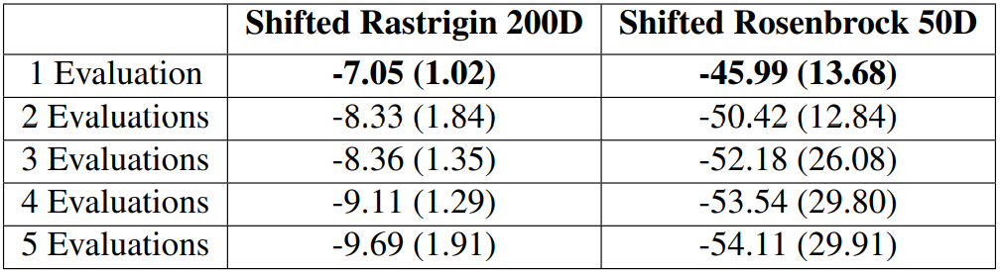 Shifted Rastrigin 200D Shifted Rosenbrock 50D
1 Evaluation -7.05 (1.02) -45.99 (13.68)
2 Evaluations -8.33 (1.84) -50.42 (12.84)
3 Evaluations -8.36 (1.35) -52.18 (26.08)
4 Evaluations -9.11 (1.29) -53.54 (29.80)
5 Evaluations -9.69 (1.91) -54.11 (29.91)